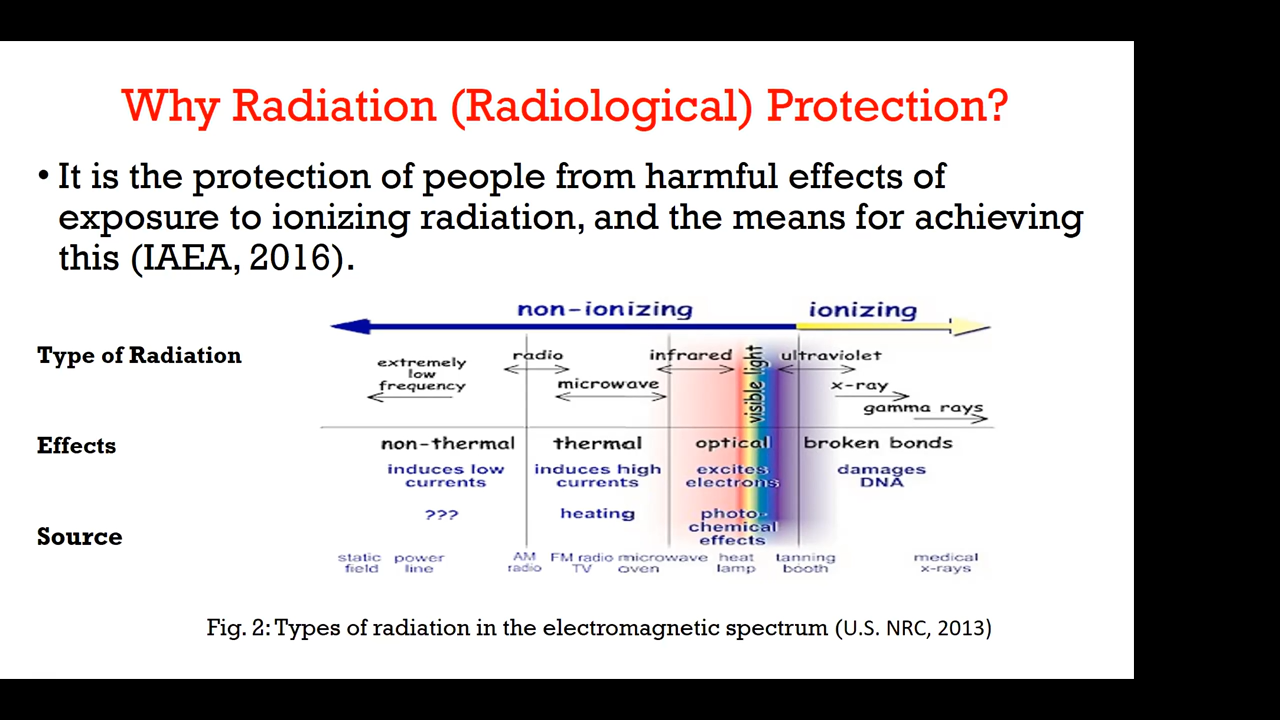 Why Radiation (Radiological) Protection?
• It is the protection of people from harmful effects of
exposure to ionizing radiation, and the means for achieving
this (IAEA, 2016).
non-ionizing ionizing
Type of Radiation
extremely
low
frequency
radio
microwave
infrared
visible light
ultraviolet
x-ray
gamma rays
Effects
non-thermal thermal optical broken bonds
induces low
currents
induces high
currents
excites
electrons
damages
DNA
??? heating
photo-
chemical
effects
Source
static
field
power
line
AM
radio
FM radio
TV
microwave
oven
heat
lamp
tanning
booth
medical
x-rays
Fig. 2: Types of radiation in the electromagnetic spectrum (U.S. NRC, 2013)